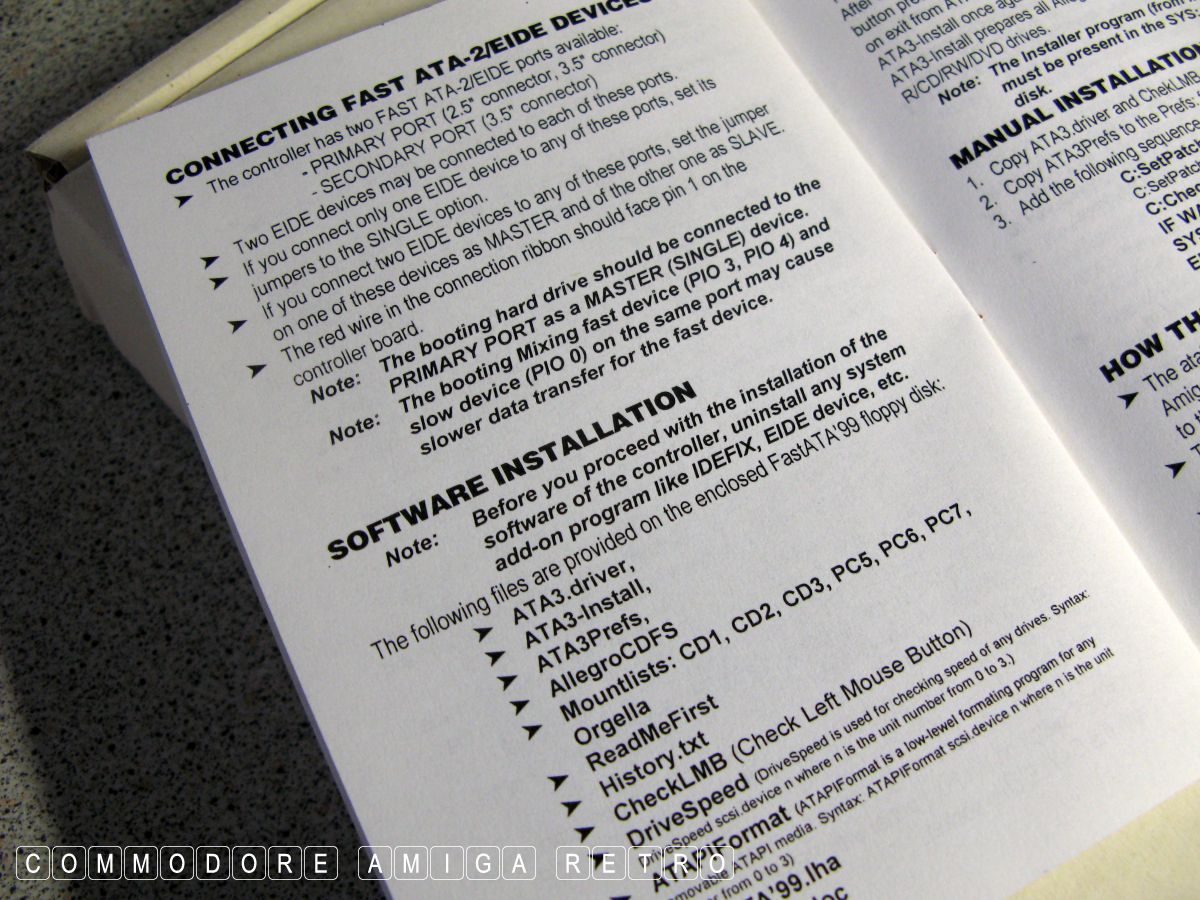 CONNECTING FAST ATA-2/EIDE DEVICES
➤ The controller has two FAST ATA-2/EIDE ports available:
- PRIMARY PORT (2.5" connector, 3.5" connector)
- SECONDARY PORT (3.5" connector)
➤ Two EIDE devices may be connected to each of these ports.
➤ If you connect only one EIDE device to any of these ports, set its
jumpers to the SINGLE option.
➤ If you connect two EIDE devices to any of these ports, set the jumper
on one of these devices as MASTER and of the other one as SLAVE.
➤ The red wire in the connection ribbon should face pin 1 on the
controller board.
Note: The booting hard drive should be connected to the
PRIMARY PORT as a MASTER (SINGLE) device.
Note: The booting Mixing fast device (PIO 3, PIO 4) and
slow device (PIO 0) on the same port may cause
slower data transfer for the fast device.
SOFTWARE INSTALLATION
Note: Before you proceed with the installation of the
software of the controller, uninstall any system
add-on program like IDEFIX, EIDE device, etc.
The following files are provided on the enclosed FastATA'99 floppy disk:
➤ ATA3.driver,
➤ ATA3-Install,
➤ ATA3Prefs,
➤ AllegroCDFS
➤ Mountlists: CD1, CD2, CD3, PC5, PC6, PC7,
Orgella
➤ ReadMeFirst
➤ History.txt
➤ CheckLMB (Check Left Mouse Button)
➤ DriveSpeed (DriveSpeed is used for checking speed of any drives. Syntax:
DriveSpeed scsi.device n where n is the unit number from 0 to 3.)
➤ ATAPIFormat (ATAPIFormat is a low-lewel formating program for any
removable ATAPI media. Syntax: ATAPIFormat scsi.device n where n is the unit
from 0 to 3)
'99.lha
After
button
on exit from
ATA3-Install once
ATA3-Install prepares all
R/CD/RW/DVD drives.
Note: The Installer program (from
must be present in the SYS:
disk.
MANUAL INSTALLATION
1. Copy ATA3.driver and ChekLMB
2. Copy ATA3Prefs to the Prefs
3. Add the following
C:SetPatch
IF
HOW
➤ The
to
➤
COMMODORE AMIGA RETRO